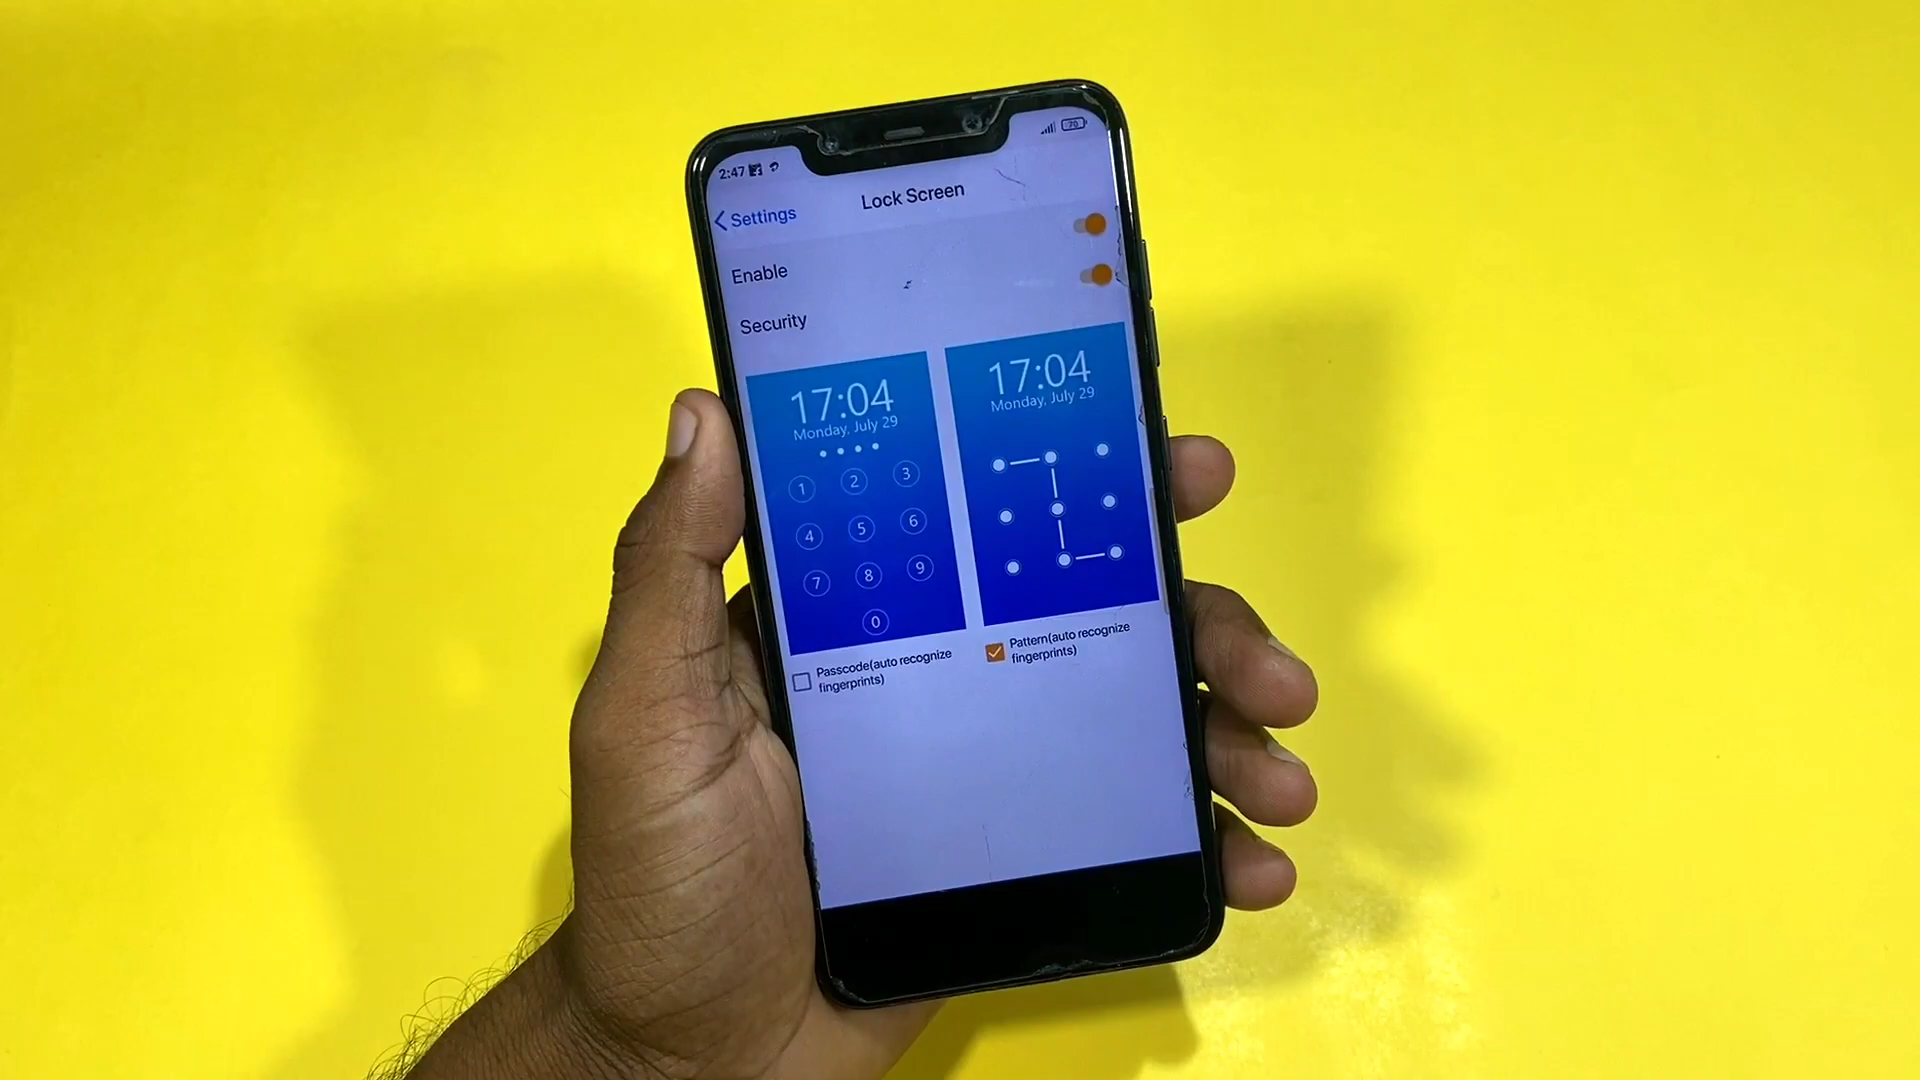 2:47
70
Lock Screen
Settings
Enable
Security
17:04
Monday, July 29
1 2 3
4 5 6
7 8 9
0
Passcode(auto recognize
fingerprints)
17:04
Monday, July 29
Pattern(auto recognize
fingerprints)